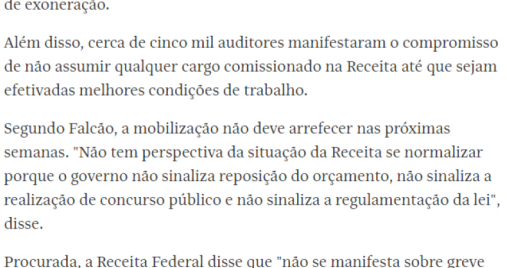 de exoneração.
Além disso, cerca de cinco mil auditores manifestaram o compromisso
de não assumir qualquer cargo comissionado na Receita até que sejam
efetivadas melhores condições de trabalho.
Segundo Falcão, a mobilização não deve arrefecer nas próximas
semanas. "Não tem perspectiva da situação da Receita se normalizar
porque o governo não sinaliza reposição do orçamento, não sinaliza a
realização de concurso público e não sinaliza a regulamentação da lei",
disse.
Procurada, a Receita Federal disse que "não se manifesta sobre greve